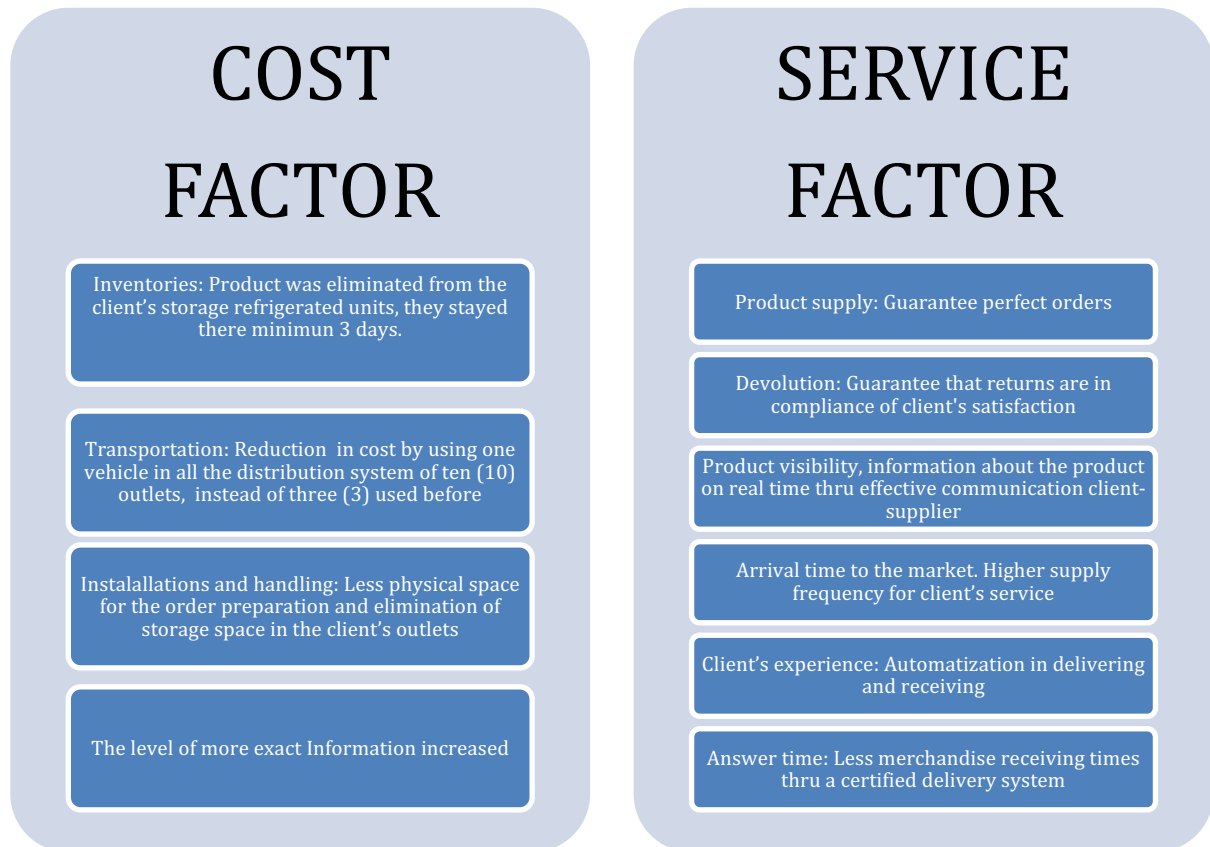 COST
FACTOR
Inventories: Product was eliminated from the
client’s storage refrigerated units, they stayed
there minimun 3 days.
Transportation: Reduction  in cost by using one
vehicle in all the distribution system of ten (10)
outlets,  instead of three (3) used before
Instalallations and handling: Less physical space
for the order preparation and elimination of
storage space in the client’s outlets
The level of more exact Information increased
SERVICE
FACTOR
Product supply: Guarantee perfect orders
Devolution: Guarantee that returns are in
compliance of client's satisfaction
Product visibility, information about the product
on real time thru effective communication client-
supplier
Arrival time to the market. Higher supply
frequency for client’s service
Client’s experience: Automatization in delivering
and receiving
Answer time: Less merchandise receiving times
thru a certified delivery system